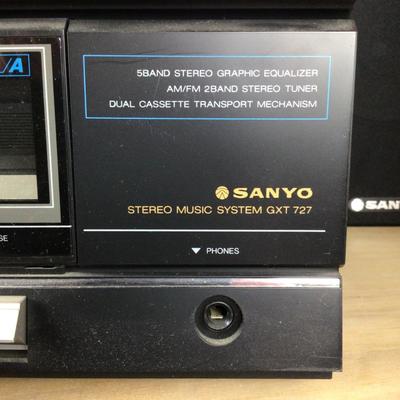 5BAND STEREO GRAPHIC EQUALIZER
AM/FM 2BAND STEREO TUNER
DUAL CASSETTE TRANSPORT MECHANISM
SANYO
STEREO MUSIC SYSTEM GXT 727
▼ PHONES